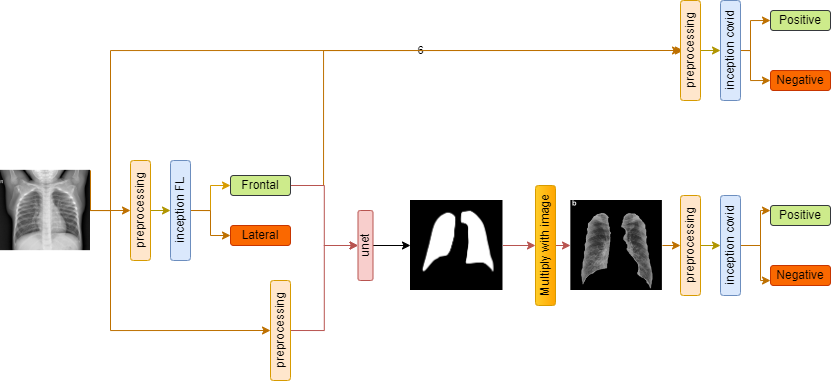 preprocessing
inception covid
Positive
Negative
6
preprocessing
inception FL
Frontal
Lateral
preprocessing
unet
Multiply with image
b
preprocessing
inception covid
Positive
Negative